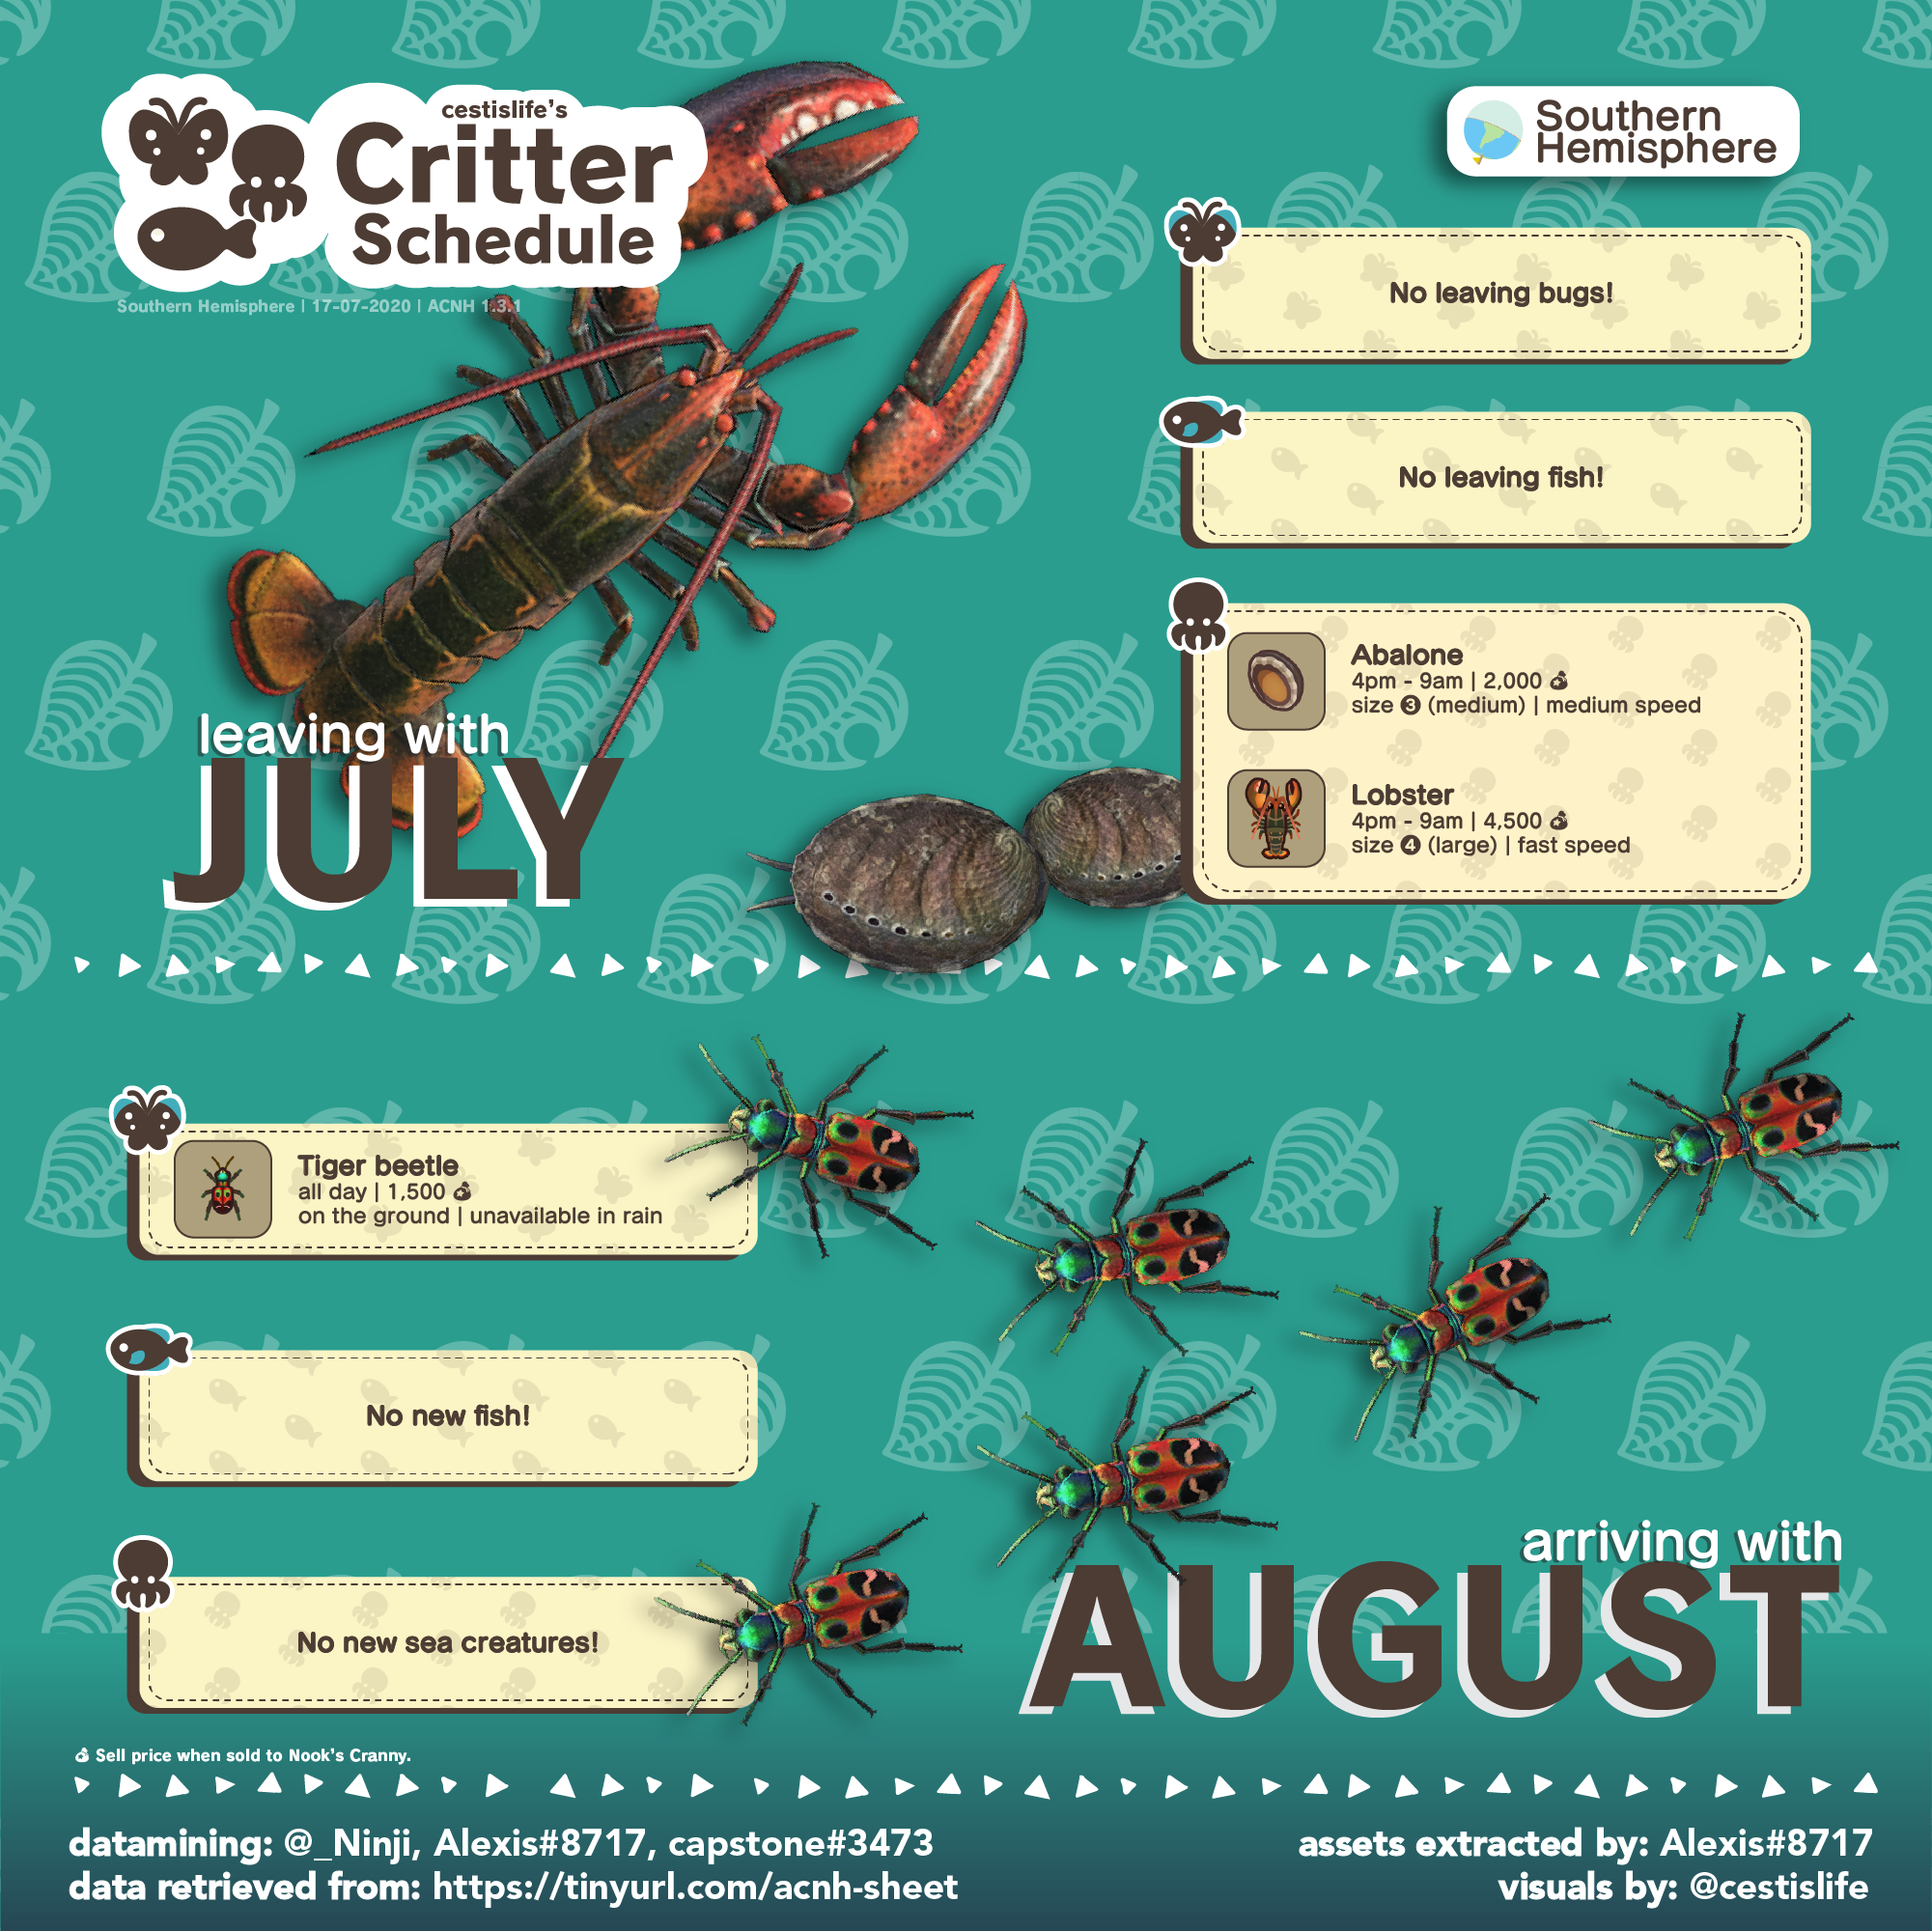 cestislife's
Critter
Schedule
Southern Hemisphere | 17-07-2020 | ACNH 1.3.1
Southern
Hemisphere
No leaving bugs!
No leaving fish!
Abalone
4pm - 9am | 2,000
size 3 (medium) | medium speed
Lobster
4pm - 9am | 4,500
size 4 (large) | fast speed
leaving with
JULY
Tiger beetle
all day | 1,500
on the ground | unavailable in rain
No new fish!
No new sea creatures!
arriving with
AUGUST
Sell price when sold to Nook's Cranny.
datamining: @_Ninji, Alexis#8717, capstone#3473
data retrieved from: https://tinyurl.com/acnh-sheet
assets extracted by: Alexis#8717
visuals by: @cestislife